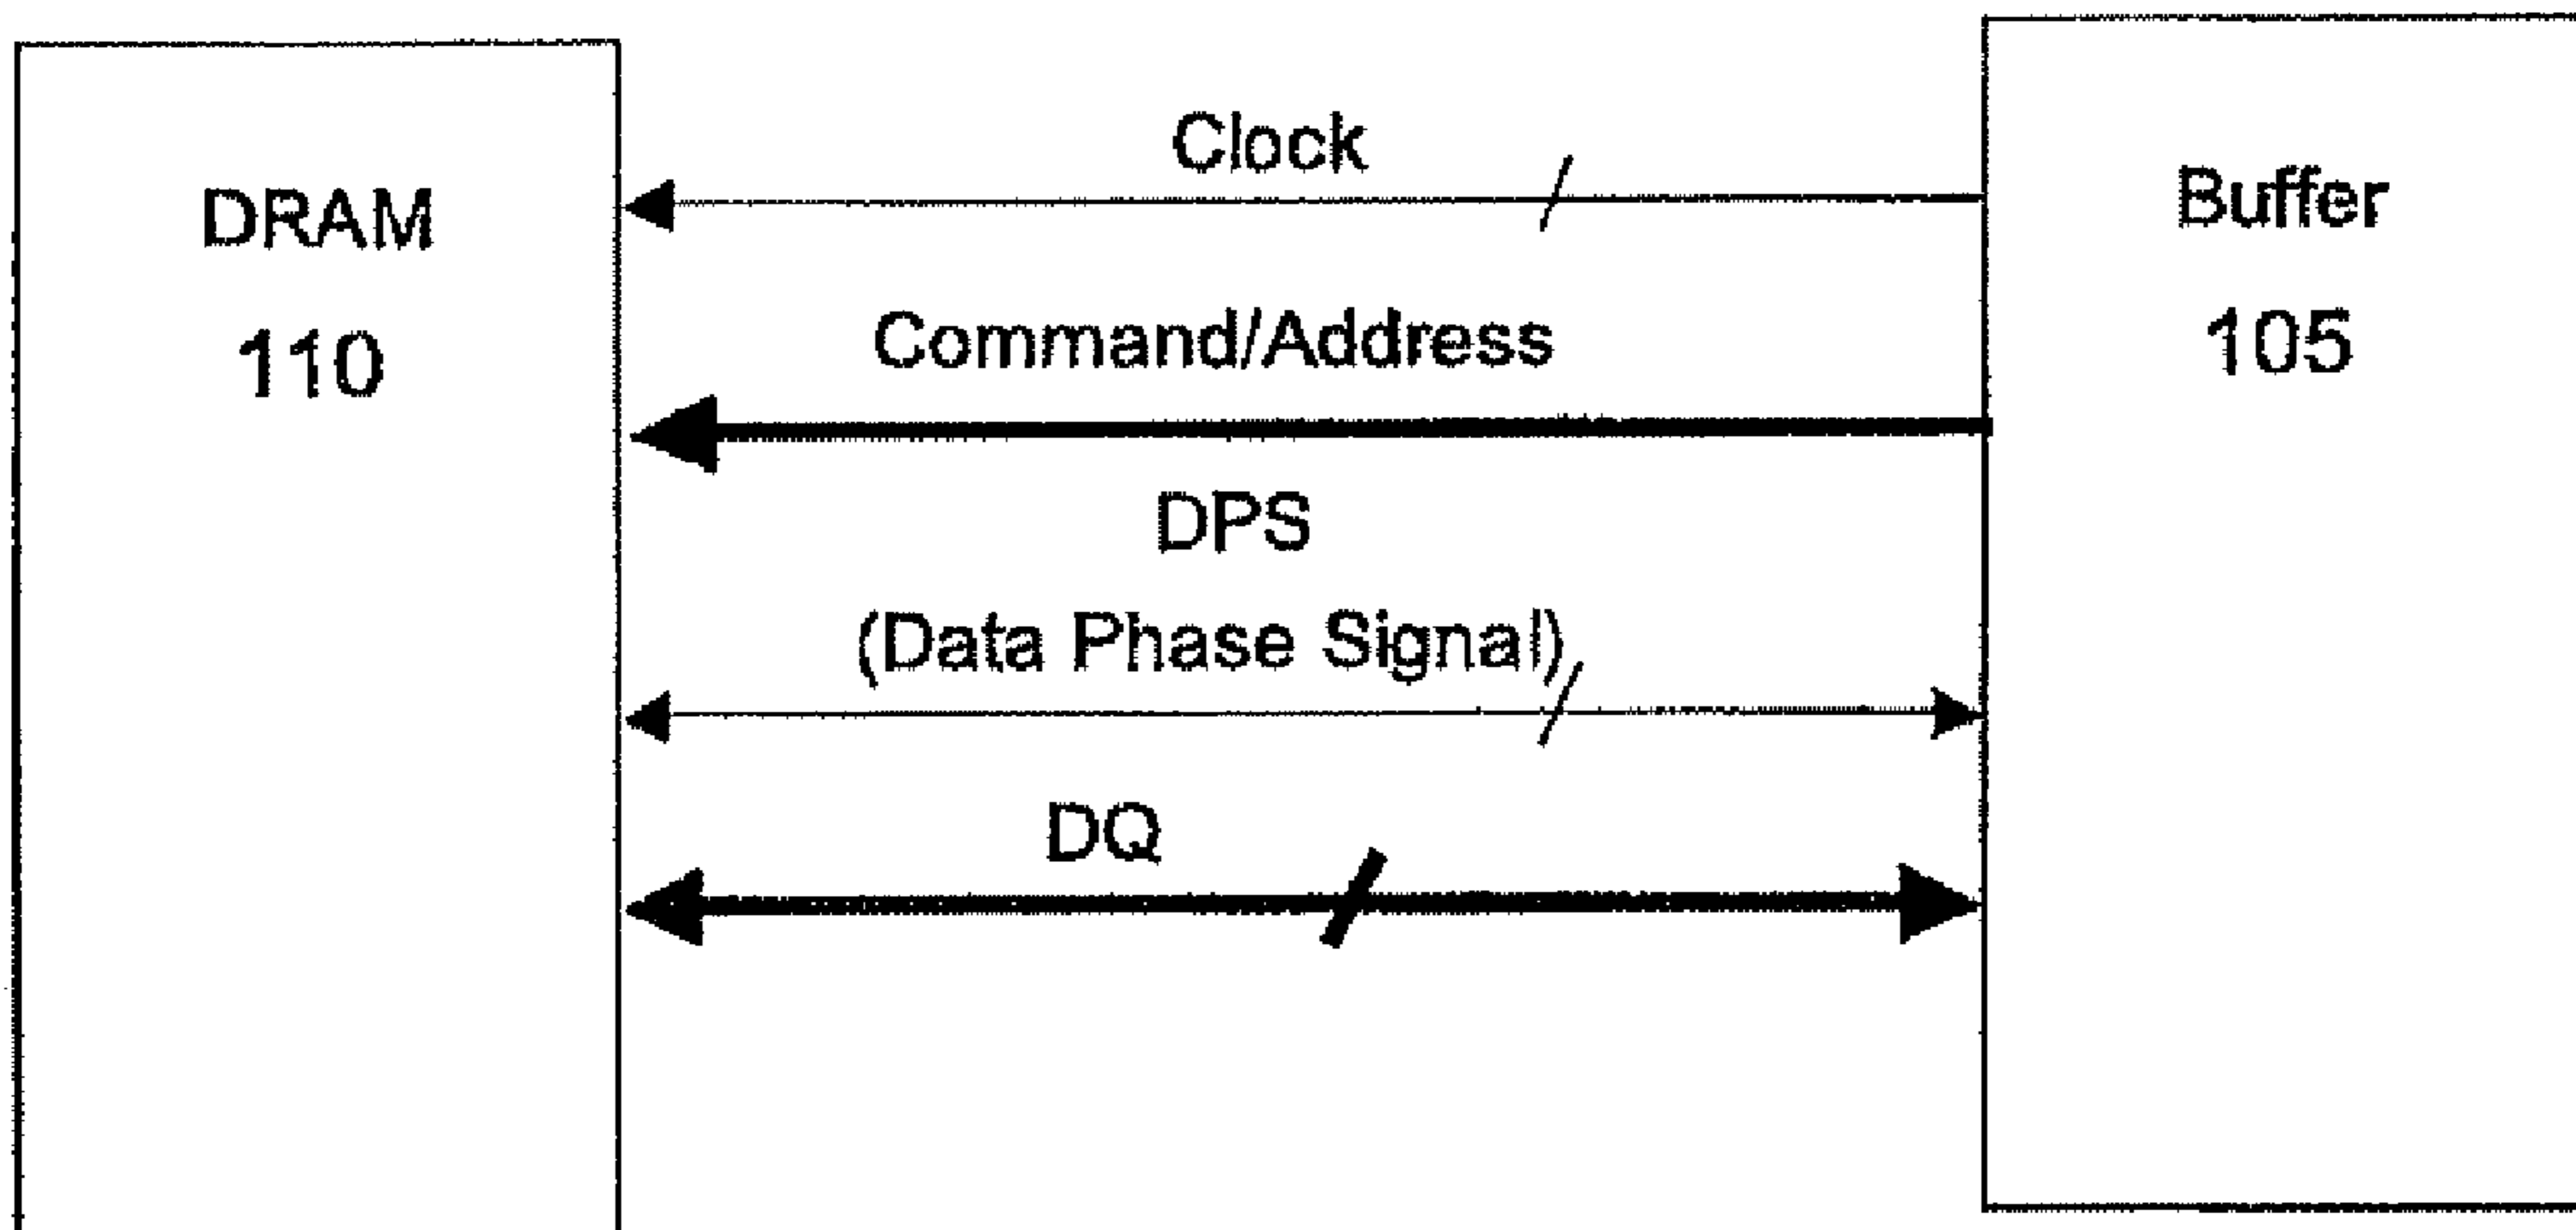 DRAM
110
Clock
Command/Address
DPS
(Data Phase Signal)
DQ
Buffer
105